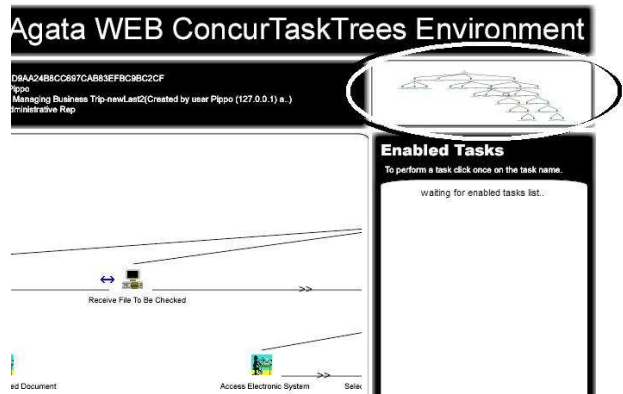 Agata WEB ConcurTaskTrees Environment
D9AA24B8CC697CAB83EFBC9BC2CF
Pippo
Managing Business Trip-newLast2(Created by user Pippo (127.0.0.1) a..)
dministrative Rep
Enabled Tasks
To perform a task click once on the task name.
waiting for enabled tasks list..
>>
Receive File To Be Checked
>>
ed Document
Access Electronic System
Selec